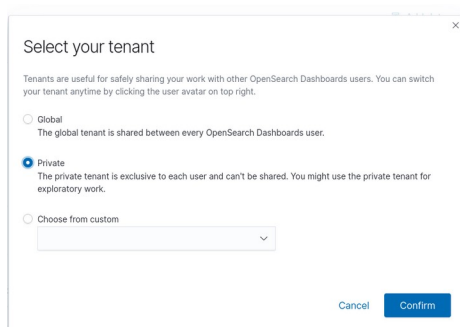 Select your tenant
Tenants are useful for safely sharing your work with other OpenSearch Dashboards users. You can switch
your tenant anytime by clicking the user avatar on top right.
Global
The global tenant is shared between every OpenSearch Dashboards user.
Private
The private tenant is exclusive to each user and can't be shared. You might use the private tenant for
exploratory work.
Choose from custom
Cancel Confirm